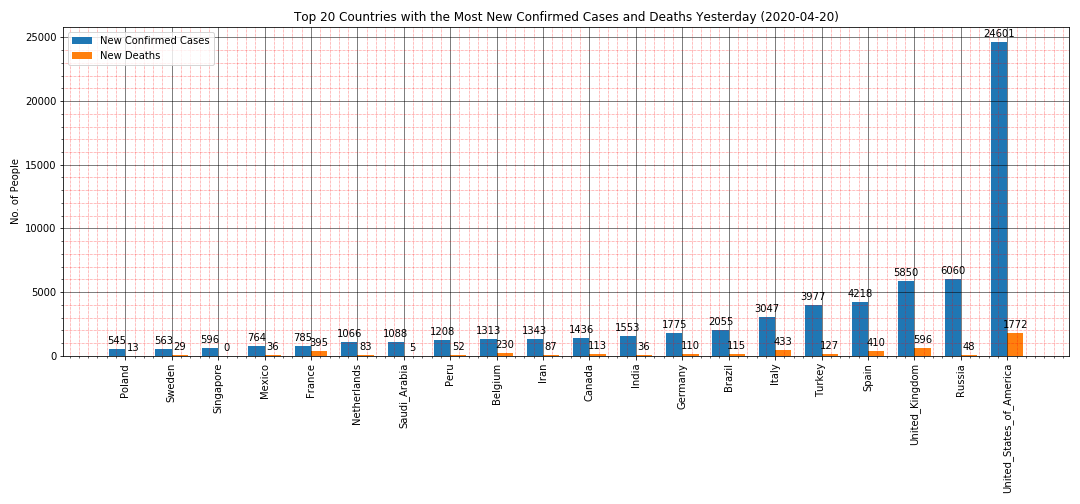 Top 20 Countries with the Most New Confirmed Cases and Deaths Yesterday (2020-04-20)
New Confirmed Cases
New Deaths
No. of People
25000
20000
15000
10000
5000
0
545 13
563 29
596 0
764 36
785 395
1066 83
1088 5
1208 52
1313 230
1343 87
1436 113
1553 36
1775 110
2055 115
3047 433
3977 127
4218 410
5850 596
6060 48
24601 1772
Poland
Sweden
Singapore
Mexico
France
Netherlands
Saudi_Arabia
Peru
Belgium
Iran
Canada
India
Germany
Brazil
Italy
Turkey
Spain
United_Kingdom
Russia
United_States_of_America